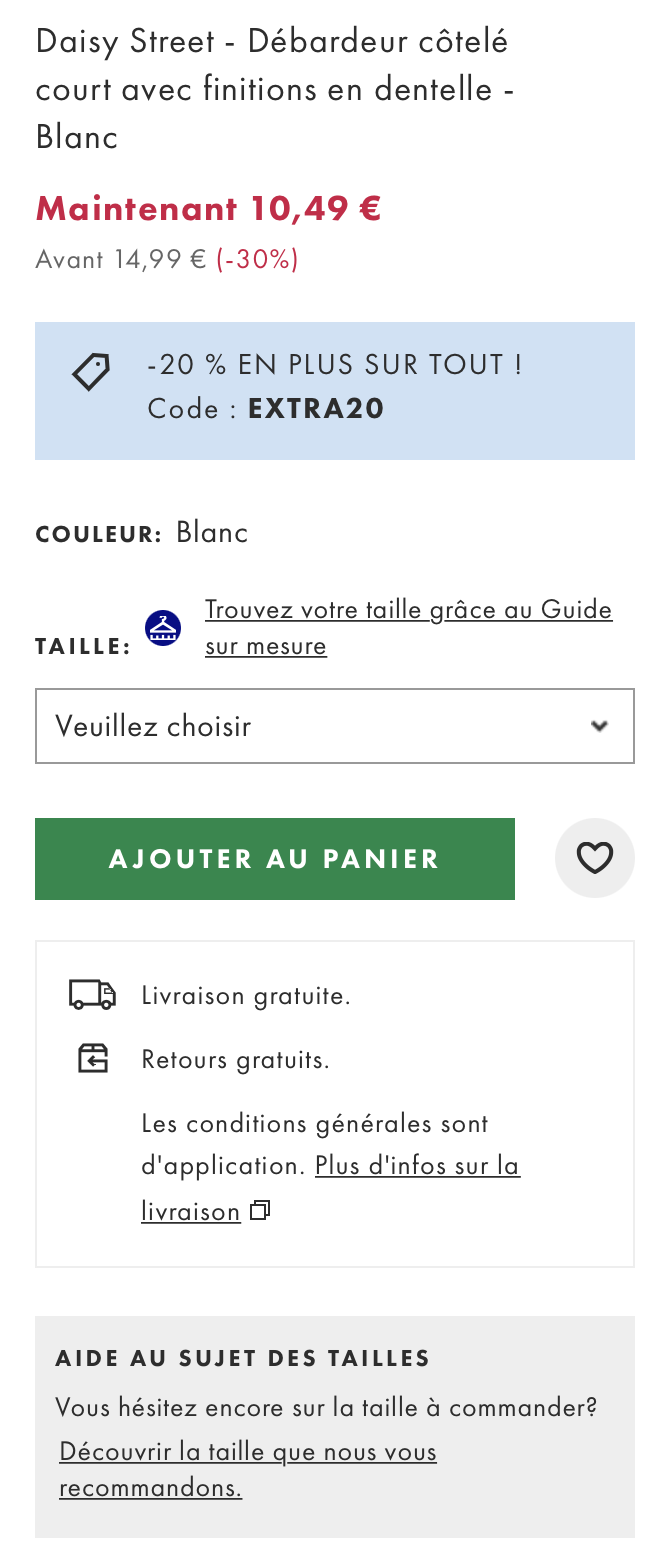 Daisy Street - Débardeur côtelé
court avec finitions en dentelle -
Blanc
Maintenant 10,49 €
Avant 14,99 € (-30%)
-20 % EN PLUS SUR TOUT !
Code : EXTRA20
COULEUR: Blanc
TAILLE: Trouvez votre taille grâce au Guide
sur mesure
Veuillez choisir
AJOUTER AU PANIER
Livraison gratuite.
Retours gratuits.
Les conditions générales sont
d'application. Plus d'infos sur la
livraison
AIDE AU SUJET DES TAILLES
Vous hésitez encore sur la taille à commander?
Découvrir la taille que nous vous
recommandons.